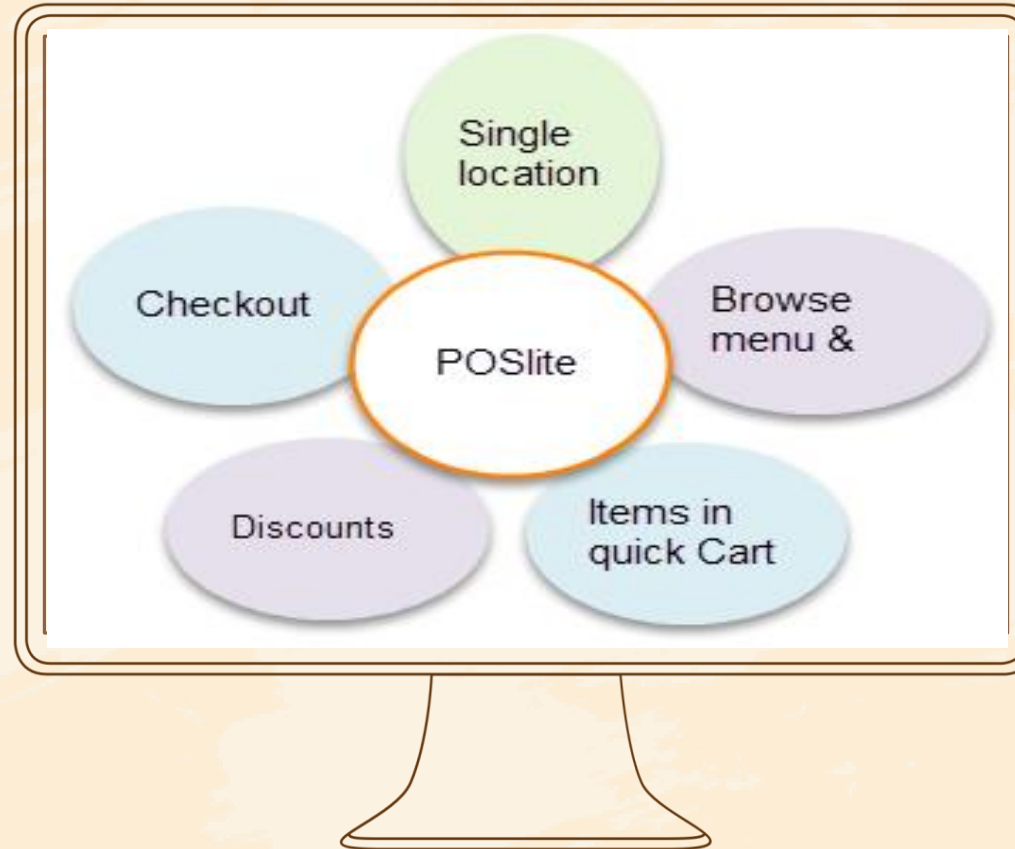 Single
location
Checkout
Browse
menu &
POSlite
Discounts
Items in
quick Cart